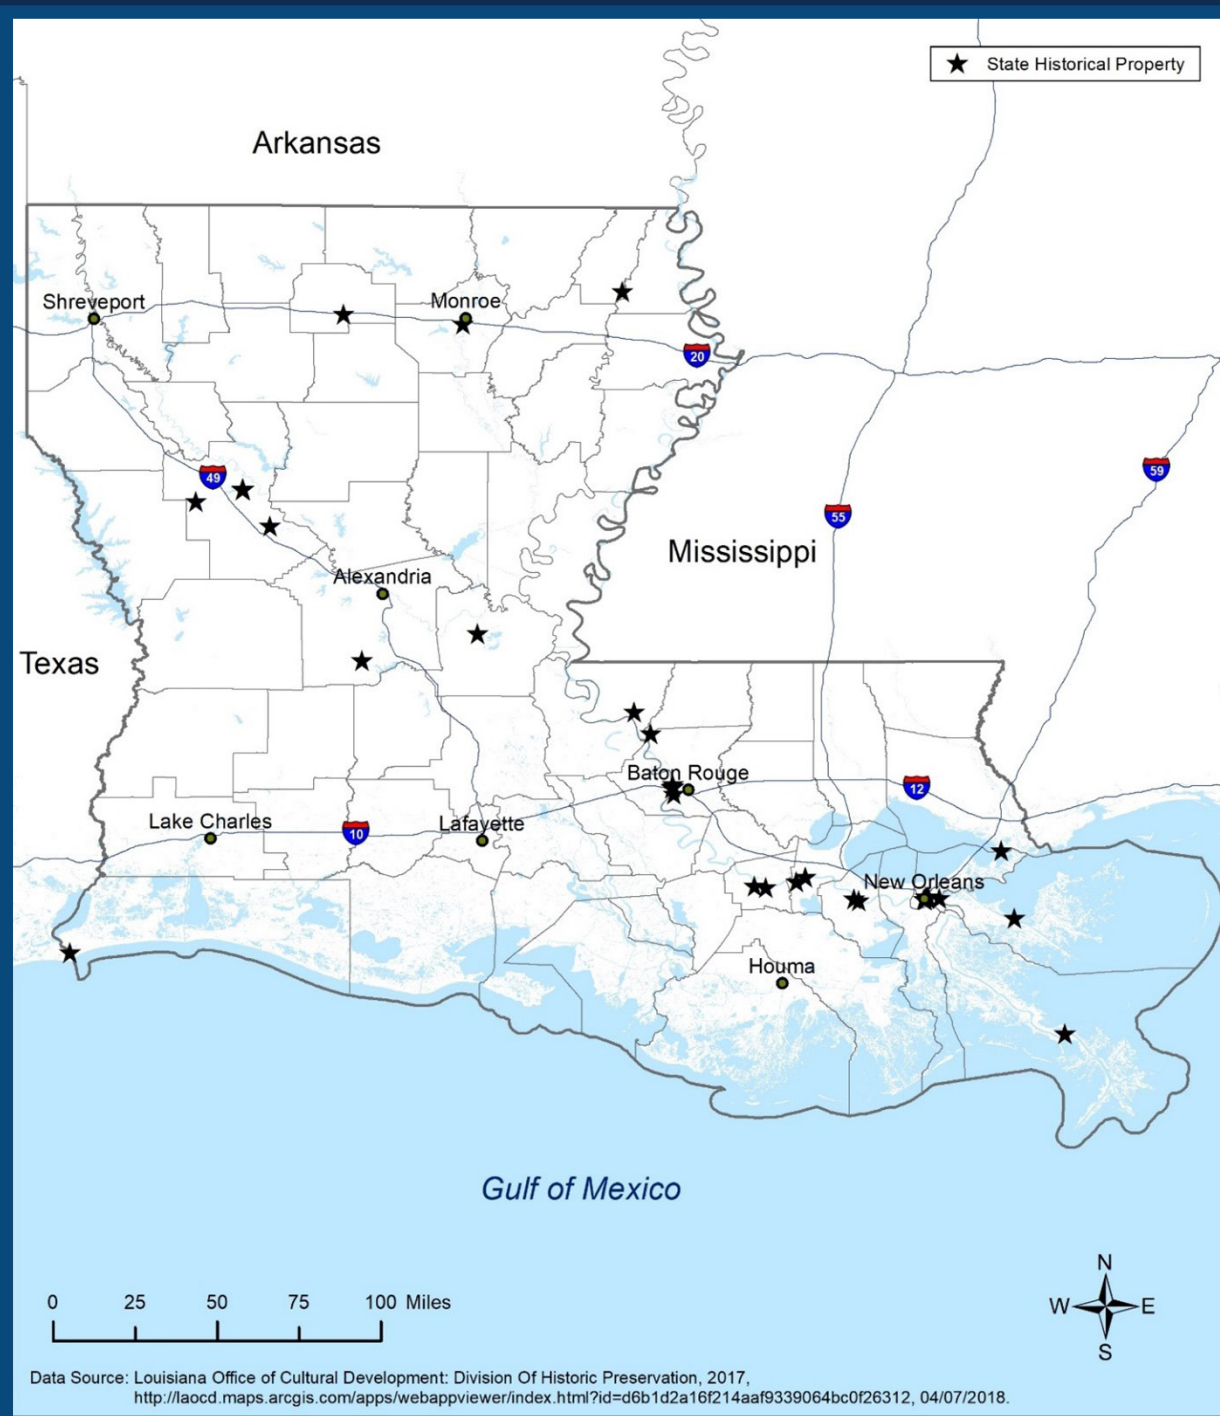 State Historical Property
Arkansas
Shreveport
Monroe
20
49
59
55
Mississippi
Alexandria
Texas
Baton Rouge
12
Lake Charles
10
Lafayette
New Orleans
Houma
Gulf of Mexico
N
W E
S
0 25 50 75 100 Miles
Data Source: Louisiana Office of Cultural Development: Division Of Historic Preservation, 2017,
http://laocd.maps.arcgis.com/apps/webappviewer/index.html?id=d6b1d2a16f214aaf9339064bc0f26312, 04/07/2018.